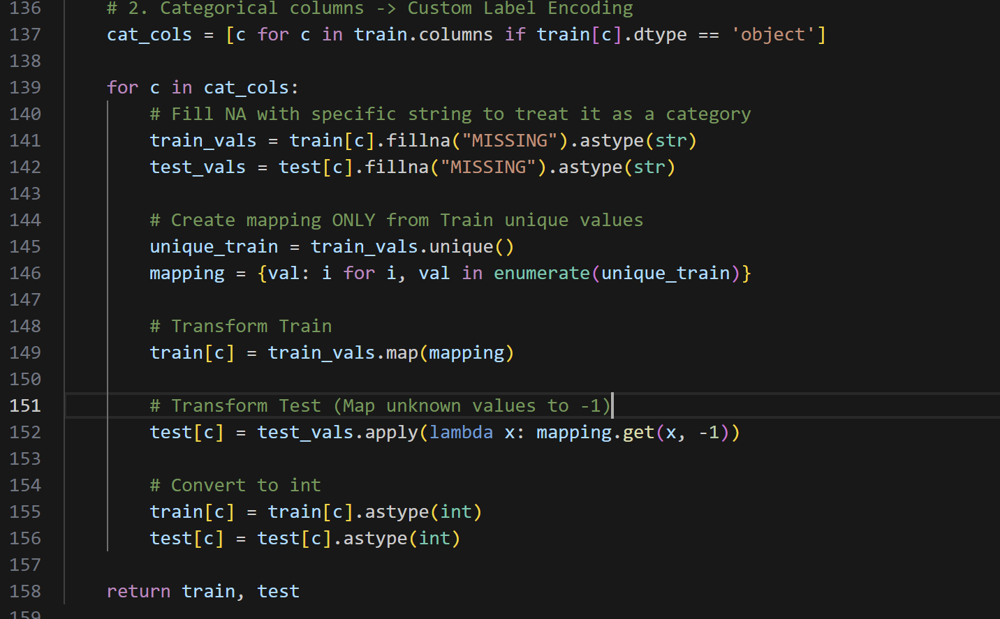 136 # 2. Categorical columns -> Custom Label Encoding
137 cat_cols = [c for c in train.columns if train[c].dtype == 'object']
138
139 for c in cat_cols:
140 # Fill NA with specific string to treat it as a category
141 train_vals = train[c].fillna("MISSING").astype(str)
142 test_vals = test[c].fillna("MISSING").astype(str)
143
144 # Create mapping ONLY from Train unique values
145 unique_train = train_vals.unique()
146 mapping = {val: i for i, val in enumerate(unique_train)}
147
148 # Transform Train
149 train[c] = train_vals.map(mapping)
150
151 # Transform Test (Map unknown values to -1)
152 test[c] = test_vals.apply(lambda x: mapping.get(x, -1))
153
154 # Convert to int
155 train[c] = train[c].astype(int)
156 test[c] = test[c].astype(int)
157
158 return train, test
159